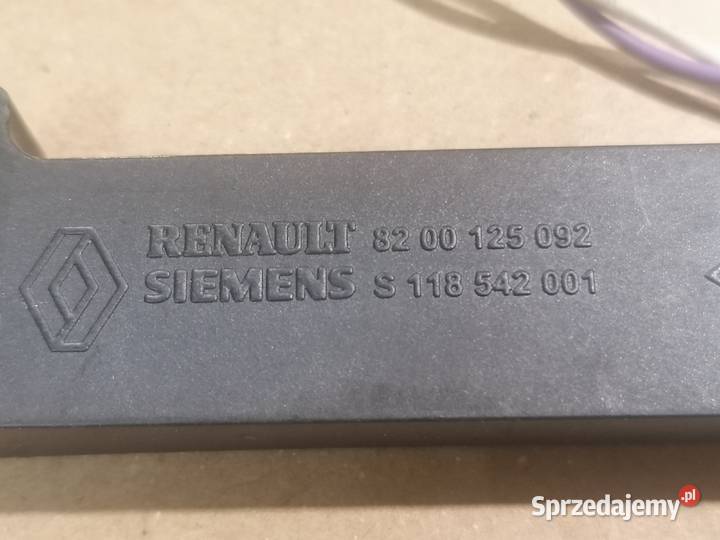 RENAULT 82 00 125 092
SIEMENS S 118 542 001
Sprzedajemy.pl